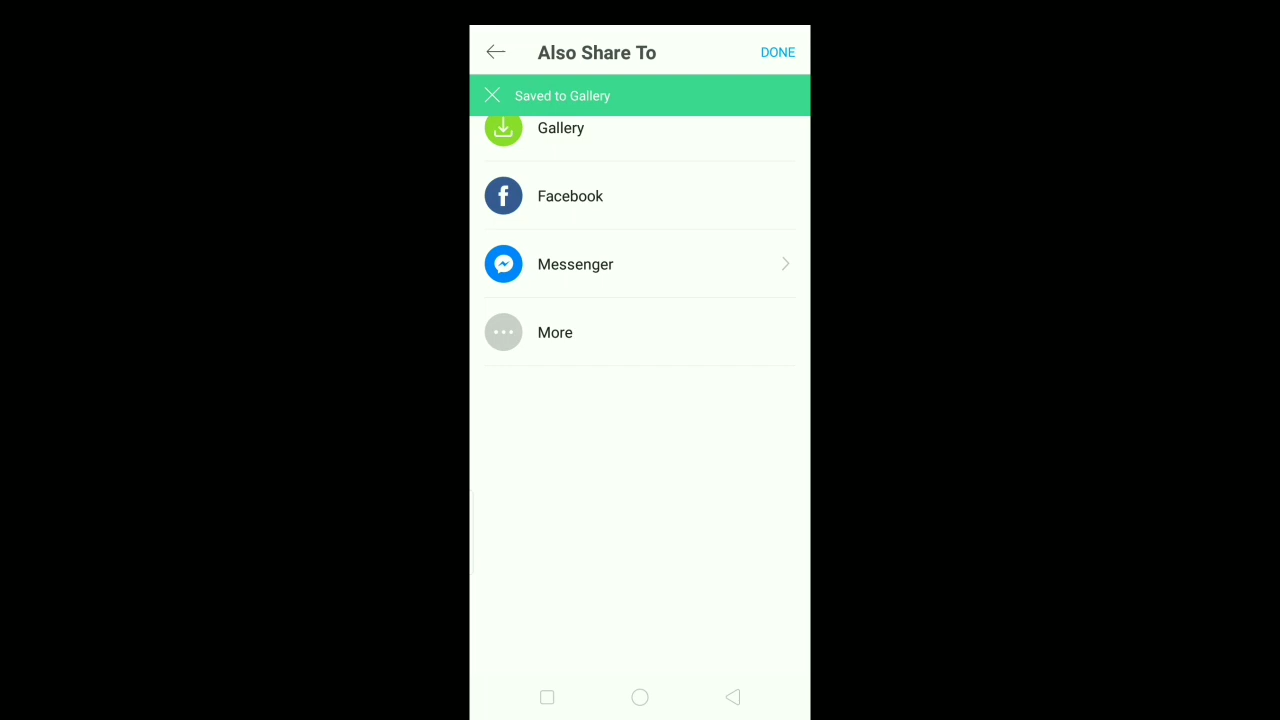 Also Share To
DONE
Saved to Gallery
Gallery
Facebook
Messenger
More